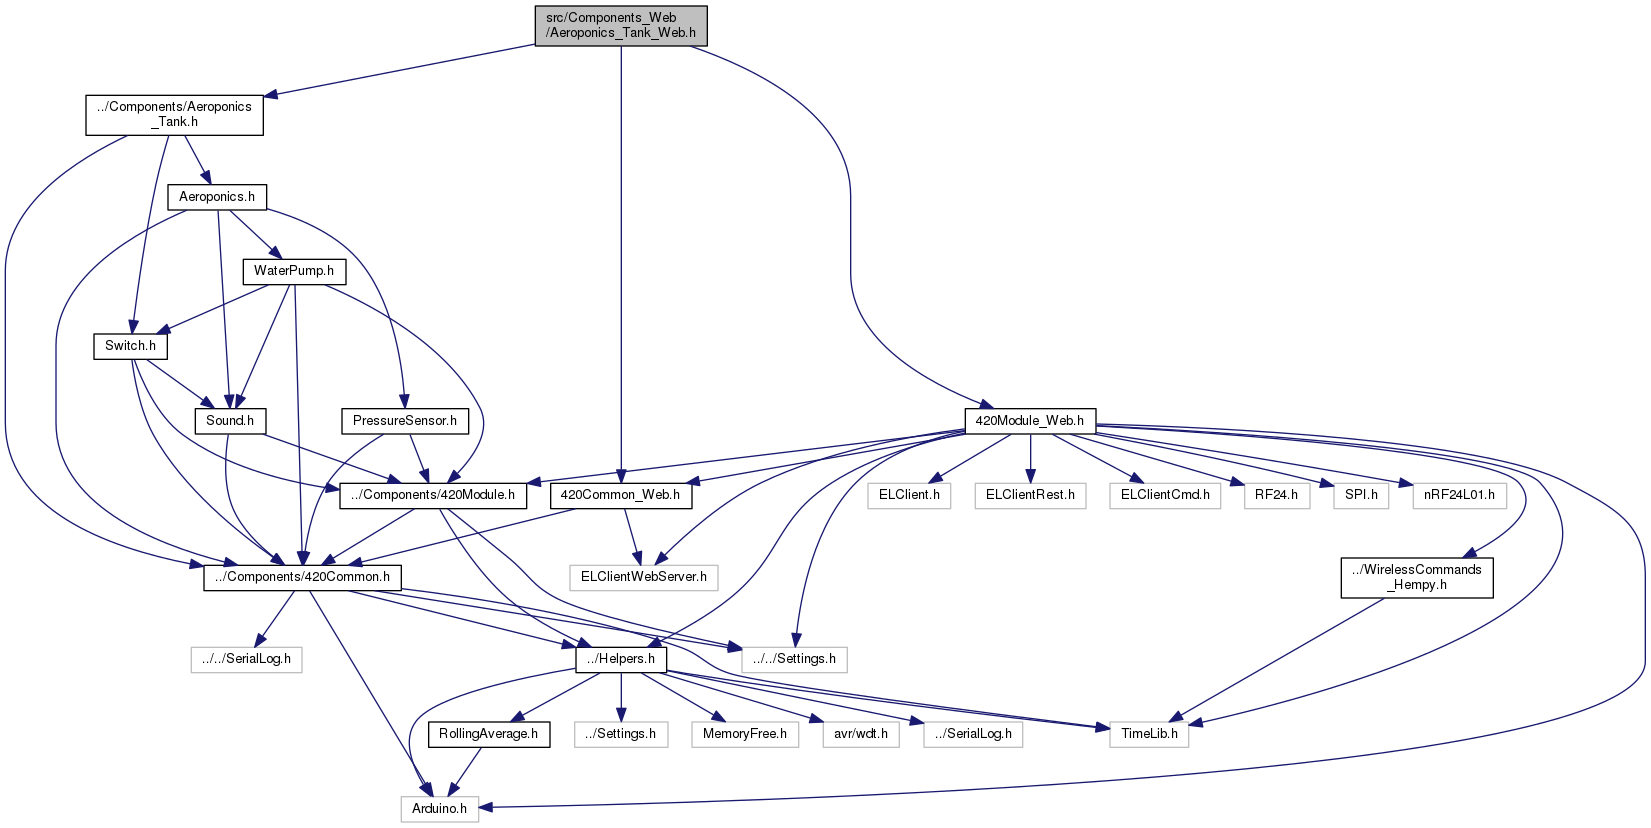 src/Components_Web
/Aeroponics_Tank_Web.h
../Components/Aeroponics
_Tank.h
Aeroponics.h
WaterPump.h
Switch.h
Sound.h
PressureSensor.h
420Module_Web.h
../Components/420Module.h
420Common_Web.h
ELClient.h
ELClientRest.h
ELClientCmd.h
RF24.h
SPI.h
nRF24L01.h
../Components/420Common.h
ELClientWebServer.h
../WirelessCommands
_Hempy.h
../../SerialLog.h
../Helpers.h
../../Settings.h
RollingAverage.h
../Settings.h
MemoryFree.h
avr/wdt.h
../SerialLog.h
TimeLib.h
Arduino.h